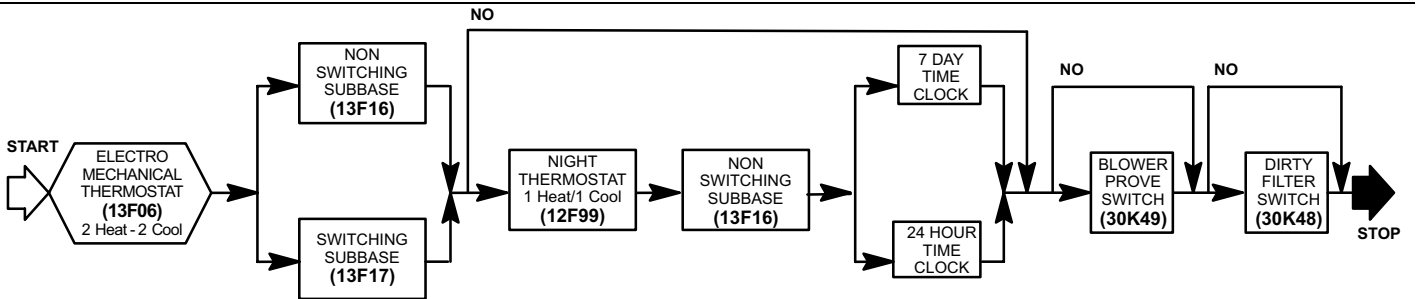 START
ELECTRO
MECHANICAL
THERMOSTAT
(13F06)
2 Heat - 2 Cool
NON
SWITCHING
SUBBASE
(13F16)
SWITCHING
SUBBASE
(13F17)
NO
NIGHT
THERMOSTAT
1 Heat/1 Cool
(12F99)
NON
SWITCHING
SUBBASE
(13F16)
7 DAY
TIME
CLOCK
24 HOUR
TIME
CLOCK
NO
BLOWER
PROVE
SWITCH
(30K49)
NO
DIRTY
FILTER
SWITCH
(30K48)
STOP